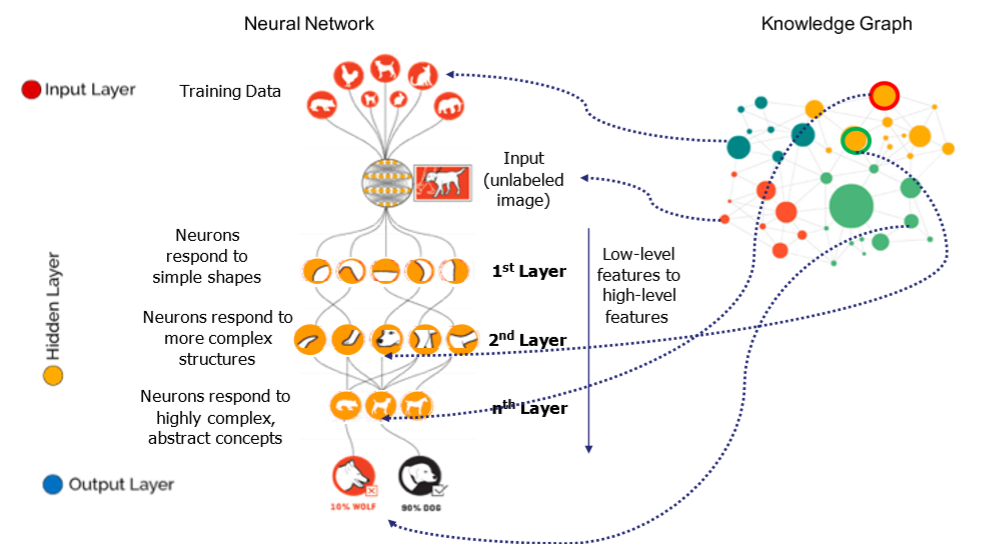 Neural Network
Knowledge Graph
Input Layer
Training Data
Input
(unlabeled
image)
Neurons
respond to
simple shapes
1st Layer
Low-level
features to
high-level
features
Hidden Layer
Neurons respond to
more complex
structures
2nd Layer
Neurons respond to
highly complex,
abstract concepts
nth Layer
Output Layer
10% WOLF
90% DOG